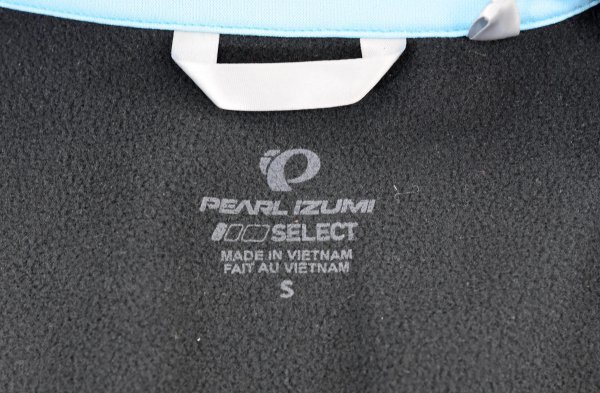 PEARL IZUMI
SELECT
MADE IN VIETNAM
FAIT AU VIETNAM
S